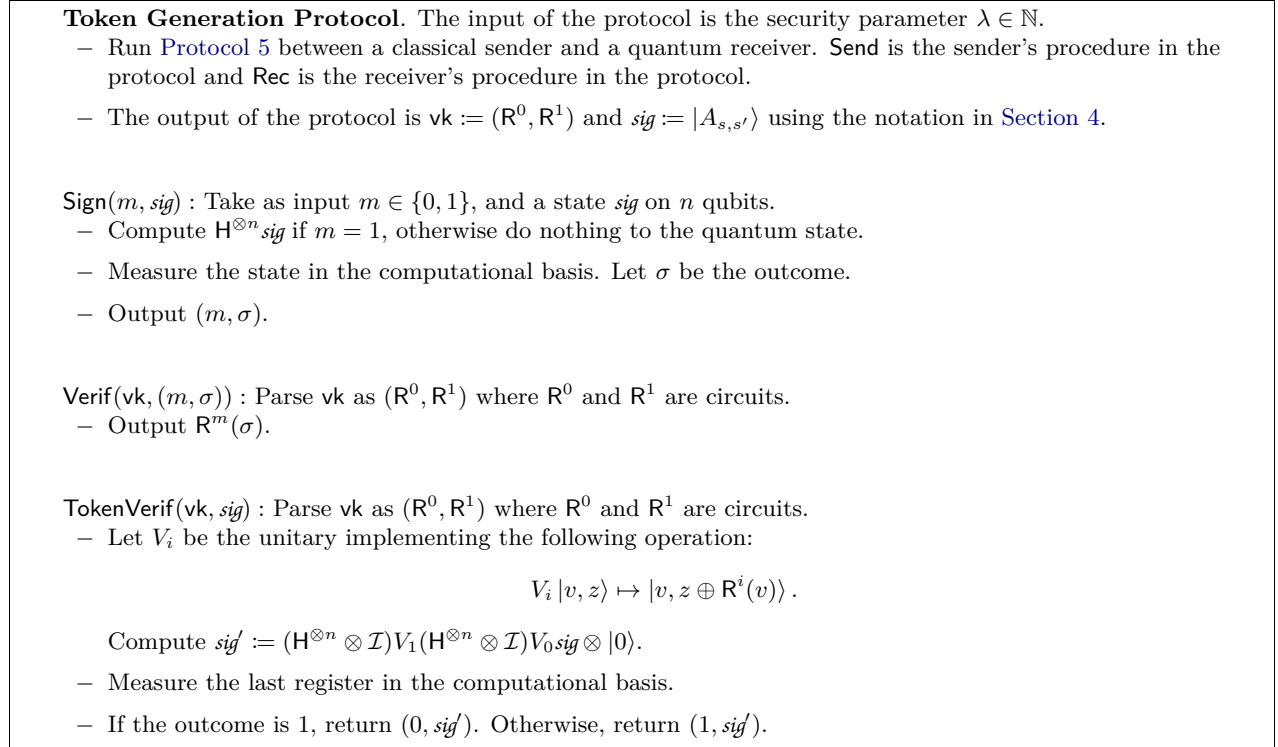 Token Generation Protocol. The input of the protocol is the security parameter λ ∈ ℕ.
– Run Protocol 5 between a classical sender and a quantum receiver. Send is the sender's procedure in the
protocol and Rec is the receiver's procedure in the protocol.
– The output of the protocol is vk := (R⁰, R¹) and sig := |A_{s,s′}⟩ using the notation in Section 4.
Sign(m, sig) : Take as input m ∈ {0, 1}, and a state sig on n qubits.
– Compute H^{⊗n}sig if m = 1, otherwise do nothing to the quantum state.
– Measure the state in the computational basis. Let σ be the outcome.
– Output (m, σ).
Verif(vk, (m, σ)) : Parse vk as (R⁰, R¹) where R⁰ and R¹ are circuits.
– Output R^m(σ).
TokenVerif(vk, sig) : Parse vk as (R⁰, R¹) where R⁰ and R¹ are circuits.
– Let V_i be the unitary implementing the following operation:
V_i |v, z⟩ ↦ |v, z ⊕ R^i(v)⟩ .
Compute sig′ := (H^{⊗n} ⊗ I)V₁(H^{⊗n} ⊗ I)V₀sig ⊗ |0⟩.
– Measure the last register in the computational basis.
– If the outcome is 1, return (0, sig′). Otherwise, return (1, sig′).